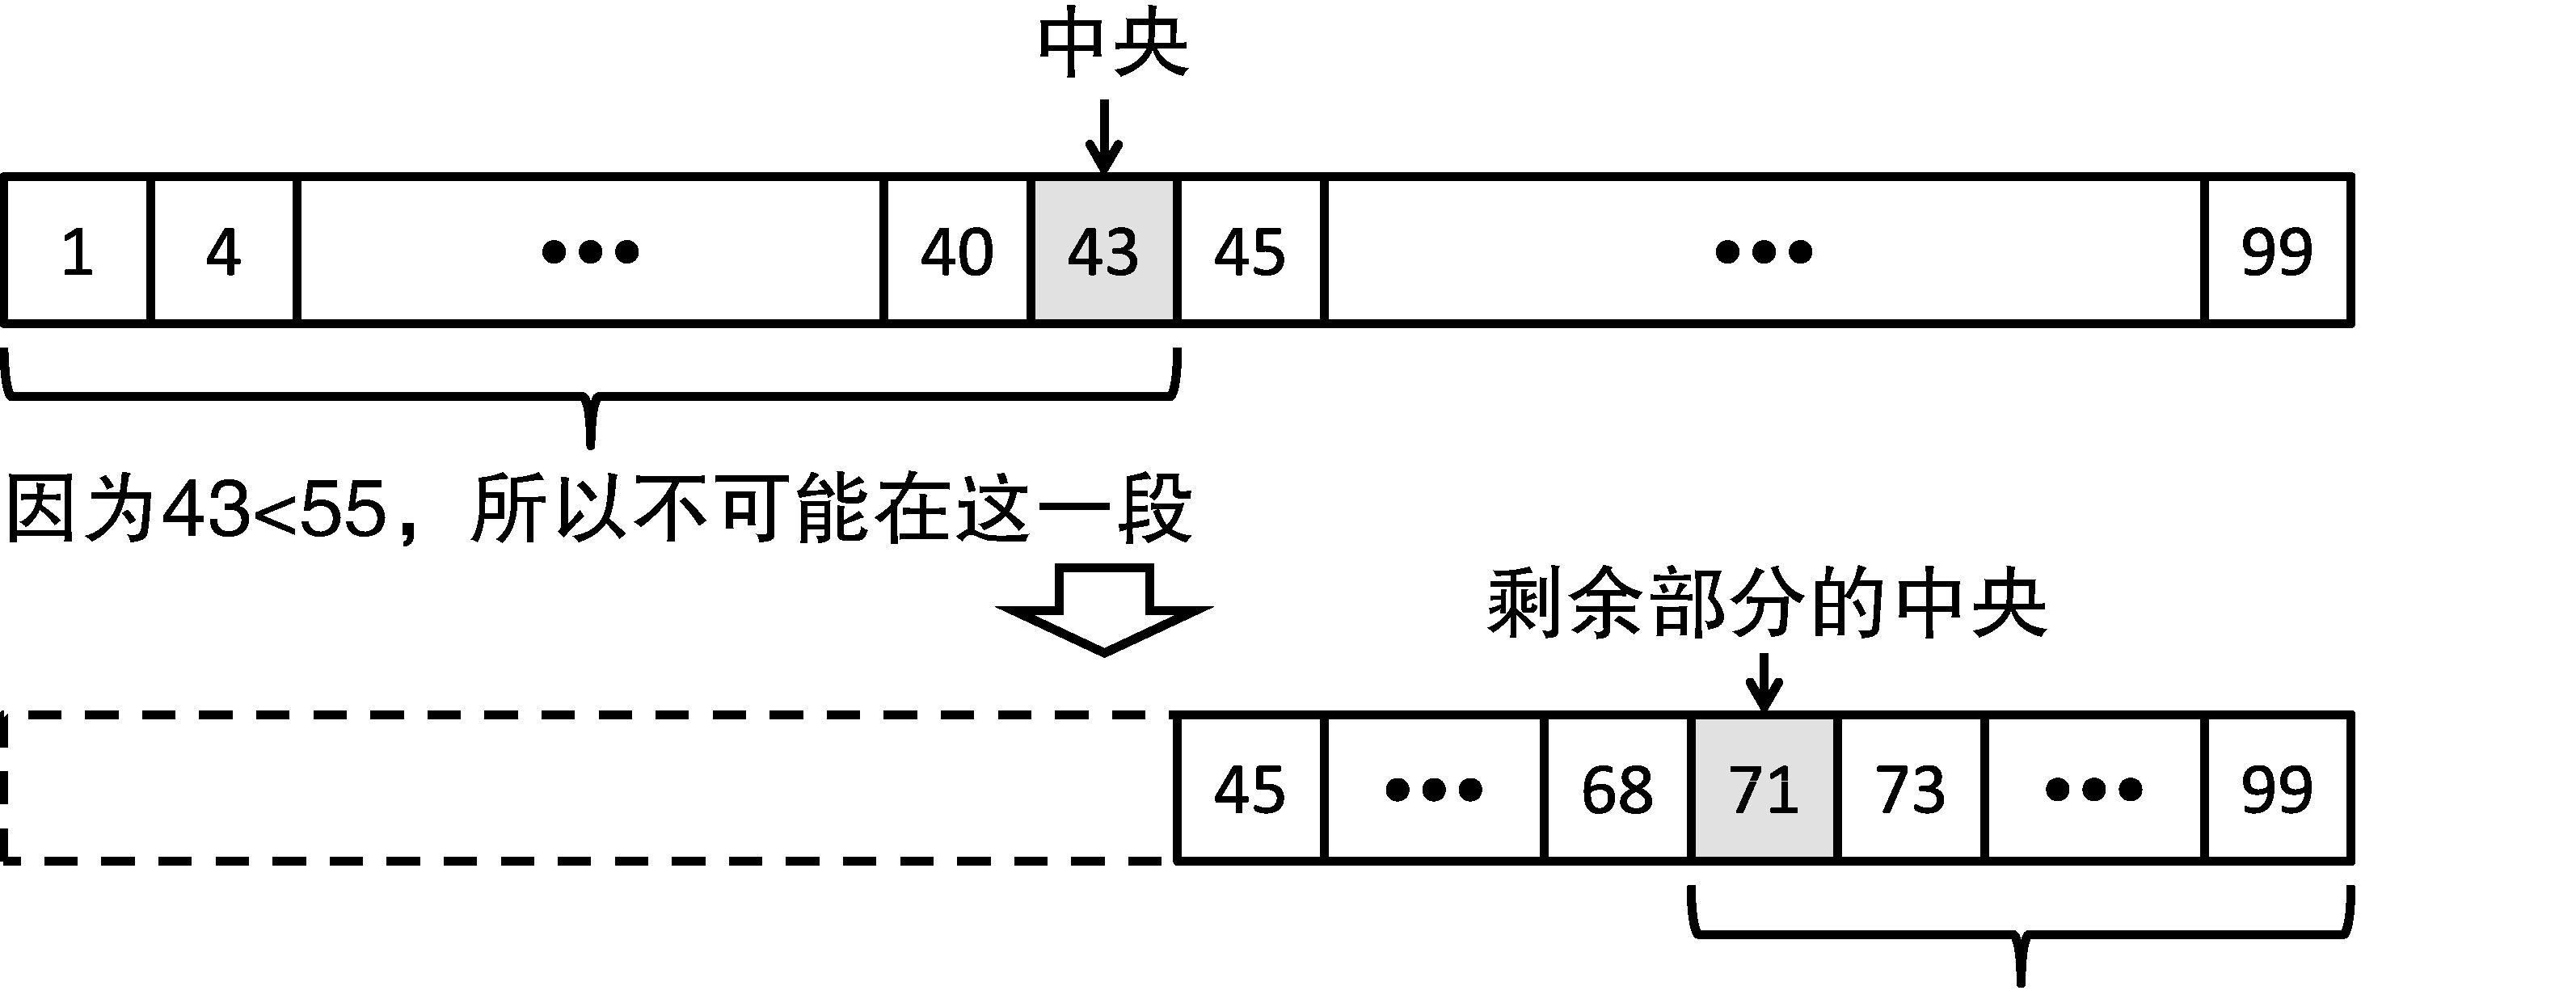 中央
1 4 ••• 40 43 45 ••• 99
因为43<55，所以不可能在这一段
剩余部分的中央
45 ••• 68 71 73 ••• 99